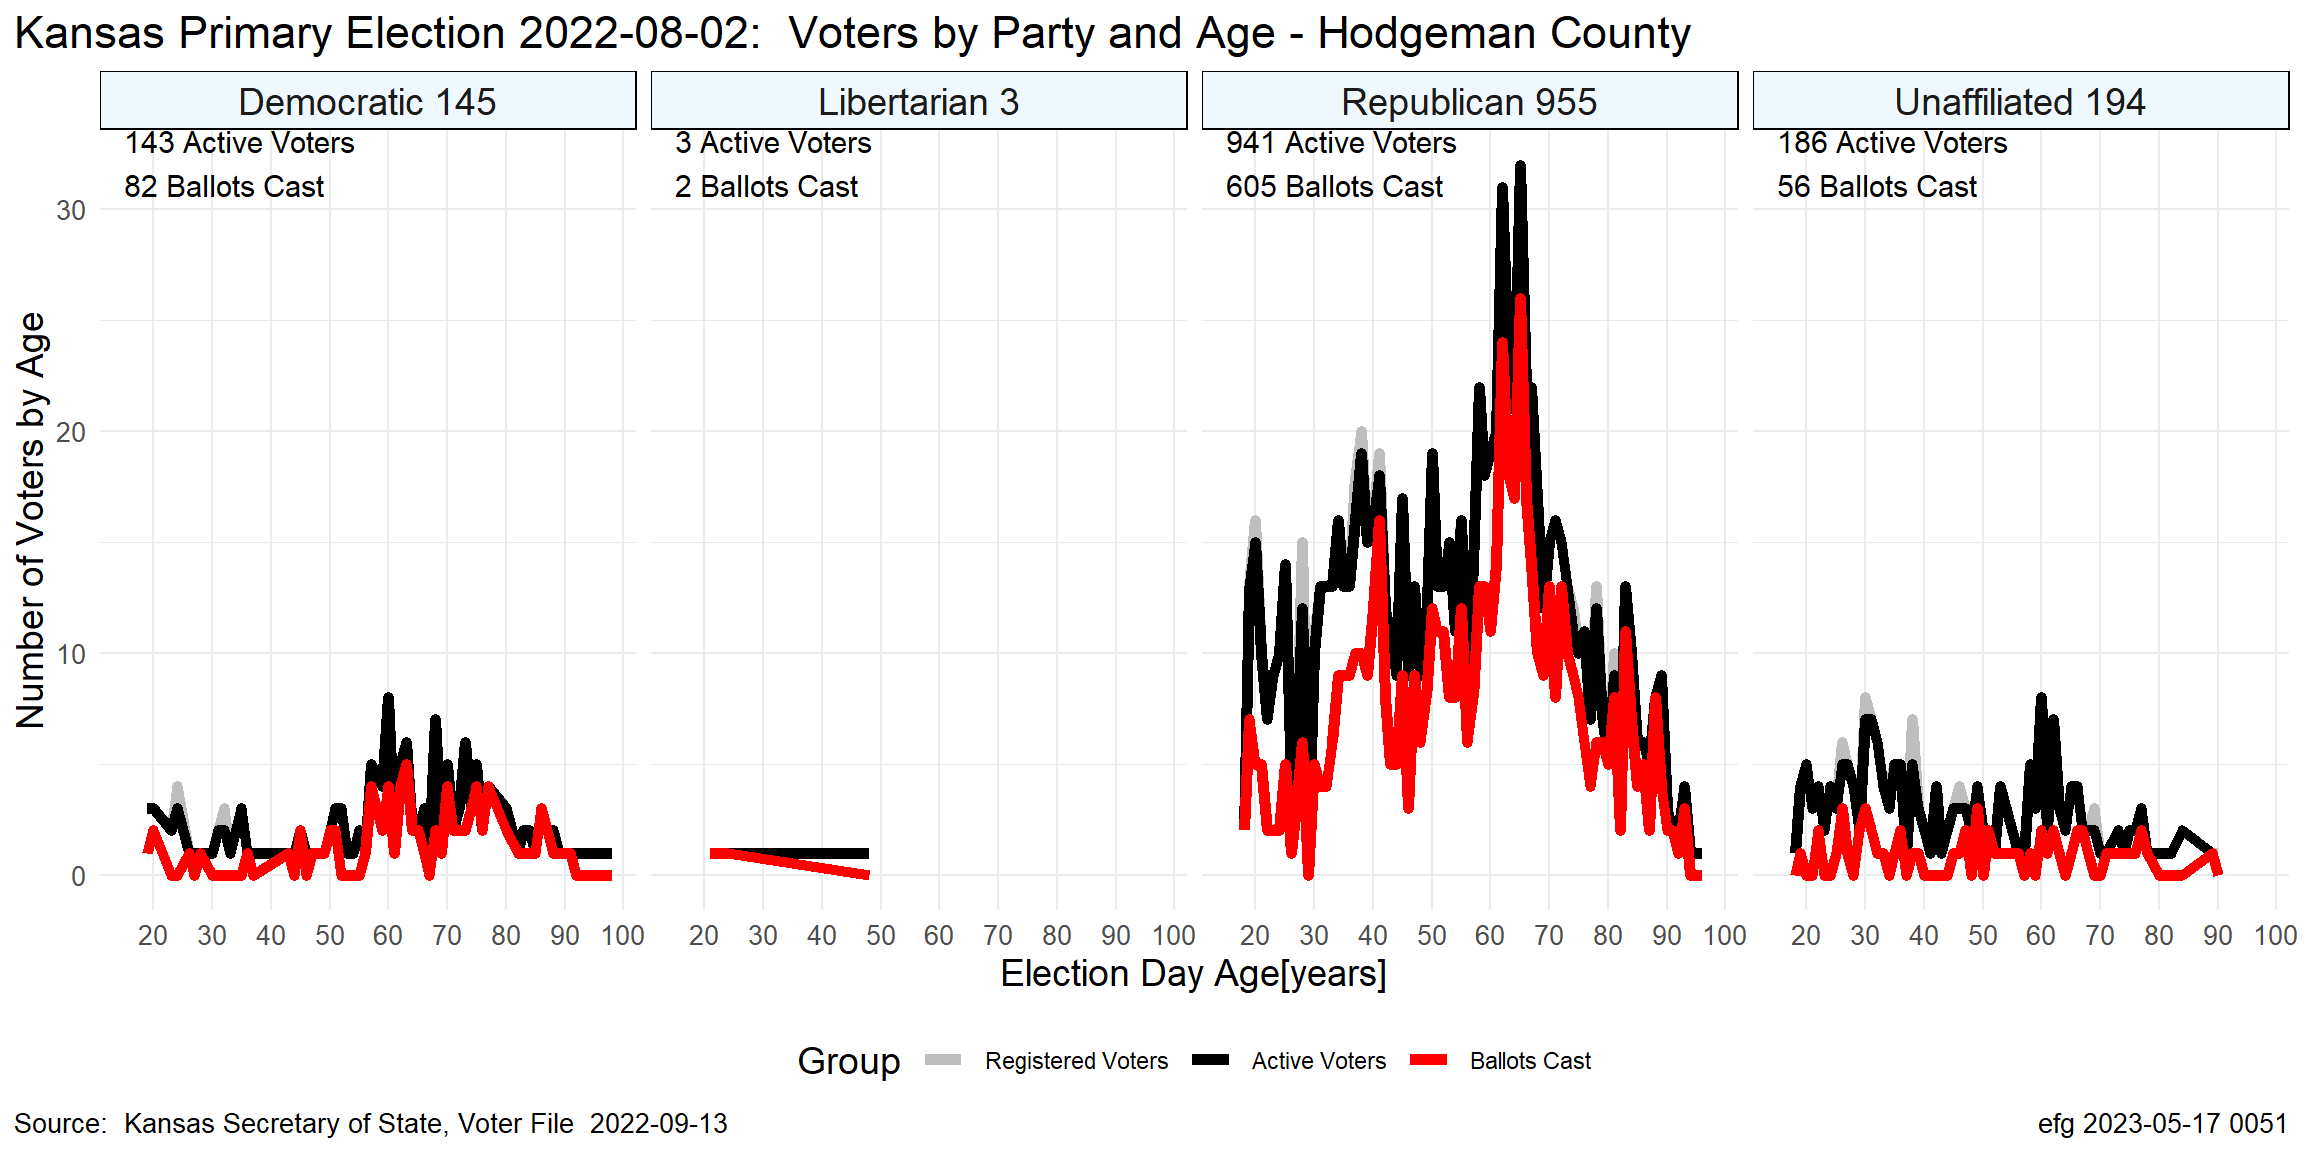 Kansas Primary Election 2022-08-02:  Voters by Party and Age - Hodgeman County
Democratic 145
Libertarian 3
Republican 955
Unaffiliated 194
143 Active Voters
82 Ballots Cast
3 Active Voters
2 Ballots Cast
941 Active Voters
605 Ballots Cast
186 Active Voters
56 Ballots Cast
Number of Voters by Age
30
20
10
0
20 30 40 50 60 70 80 90 100
20 30 40 50 60 70 80 90 100
20 30 40 50 60 70 80 90 100
20 30 40 50 60 70 80 90 100
Election Day Age[years]
Group Registered Voters Active Voters Ballots Cast
Source:  Kansas Secretary of State, Voter File  2022-09-13
efg 2023-05-17 0051